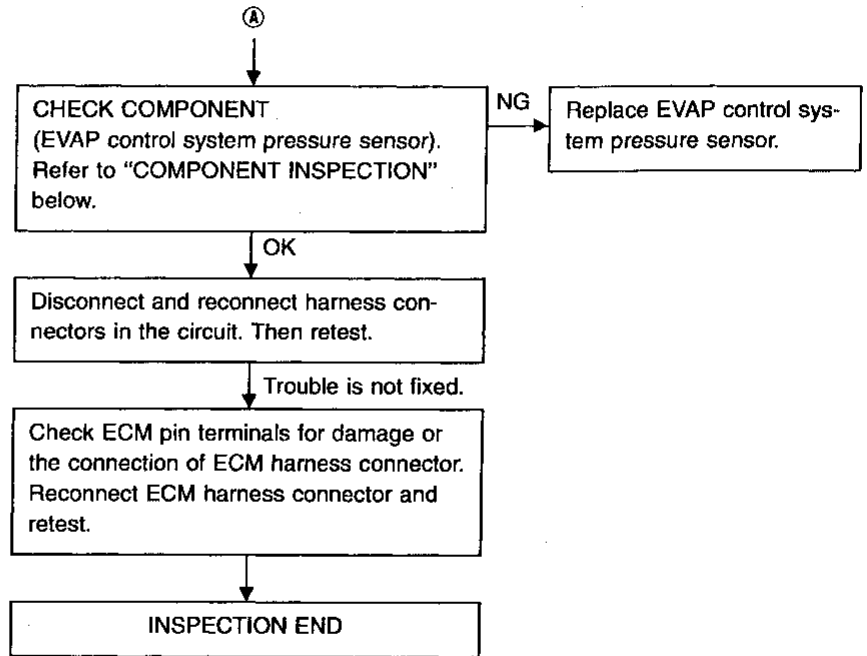 Ⓐ
CHECK COMPONENT
(EVAP control system pressure sensor).
Refer to "COMPONENT INSPECTION"
below.
NG
Replace EVAP control sys-
tem pressure sensor.
OK
Disconnect and reconnect harness con-
nectors in the circuit. Then retest.
Trouble is not fixed.
Check ECM pin terminals for damage or
the connection of ECM harness connector.
Reconnect ECM harness connector and
retest.
INSPECTION END